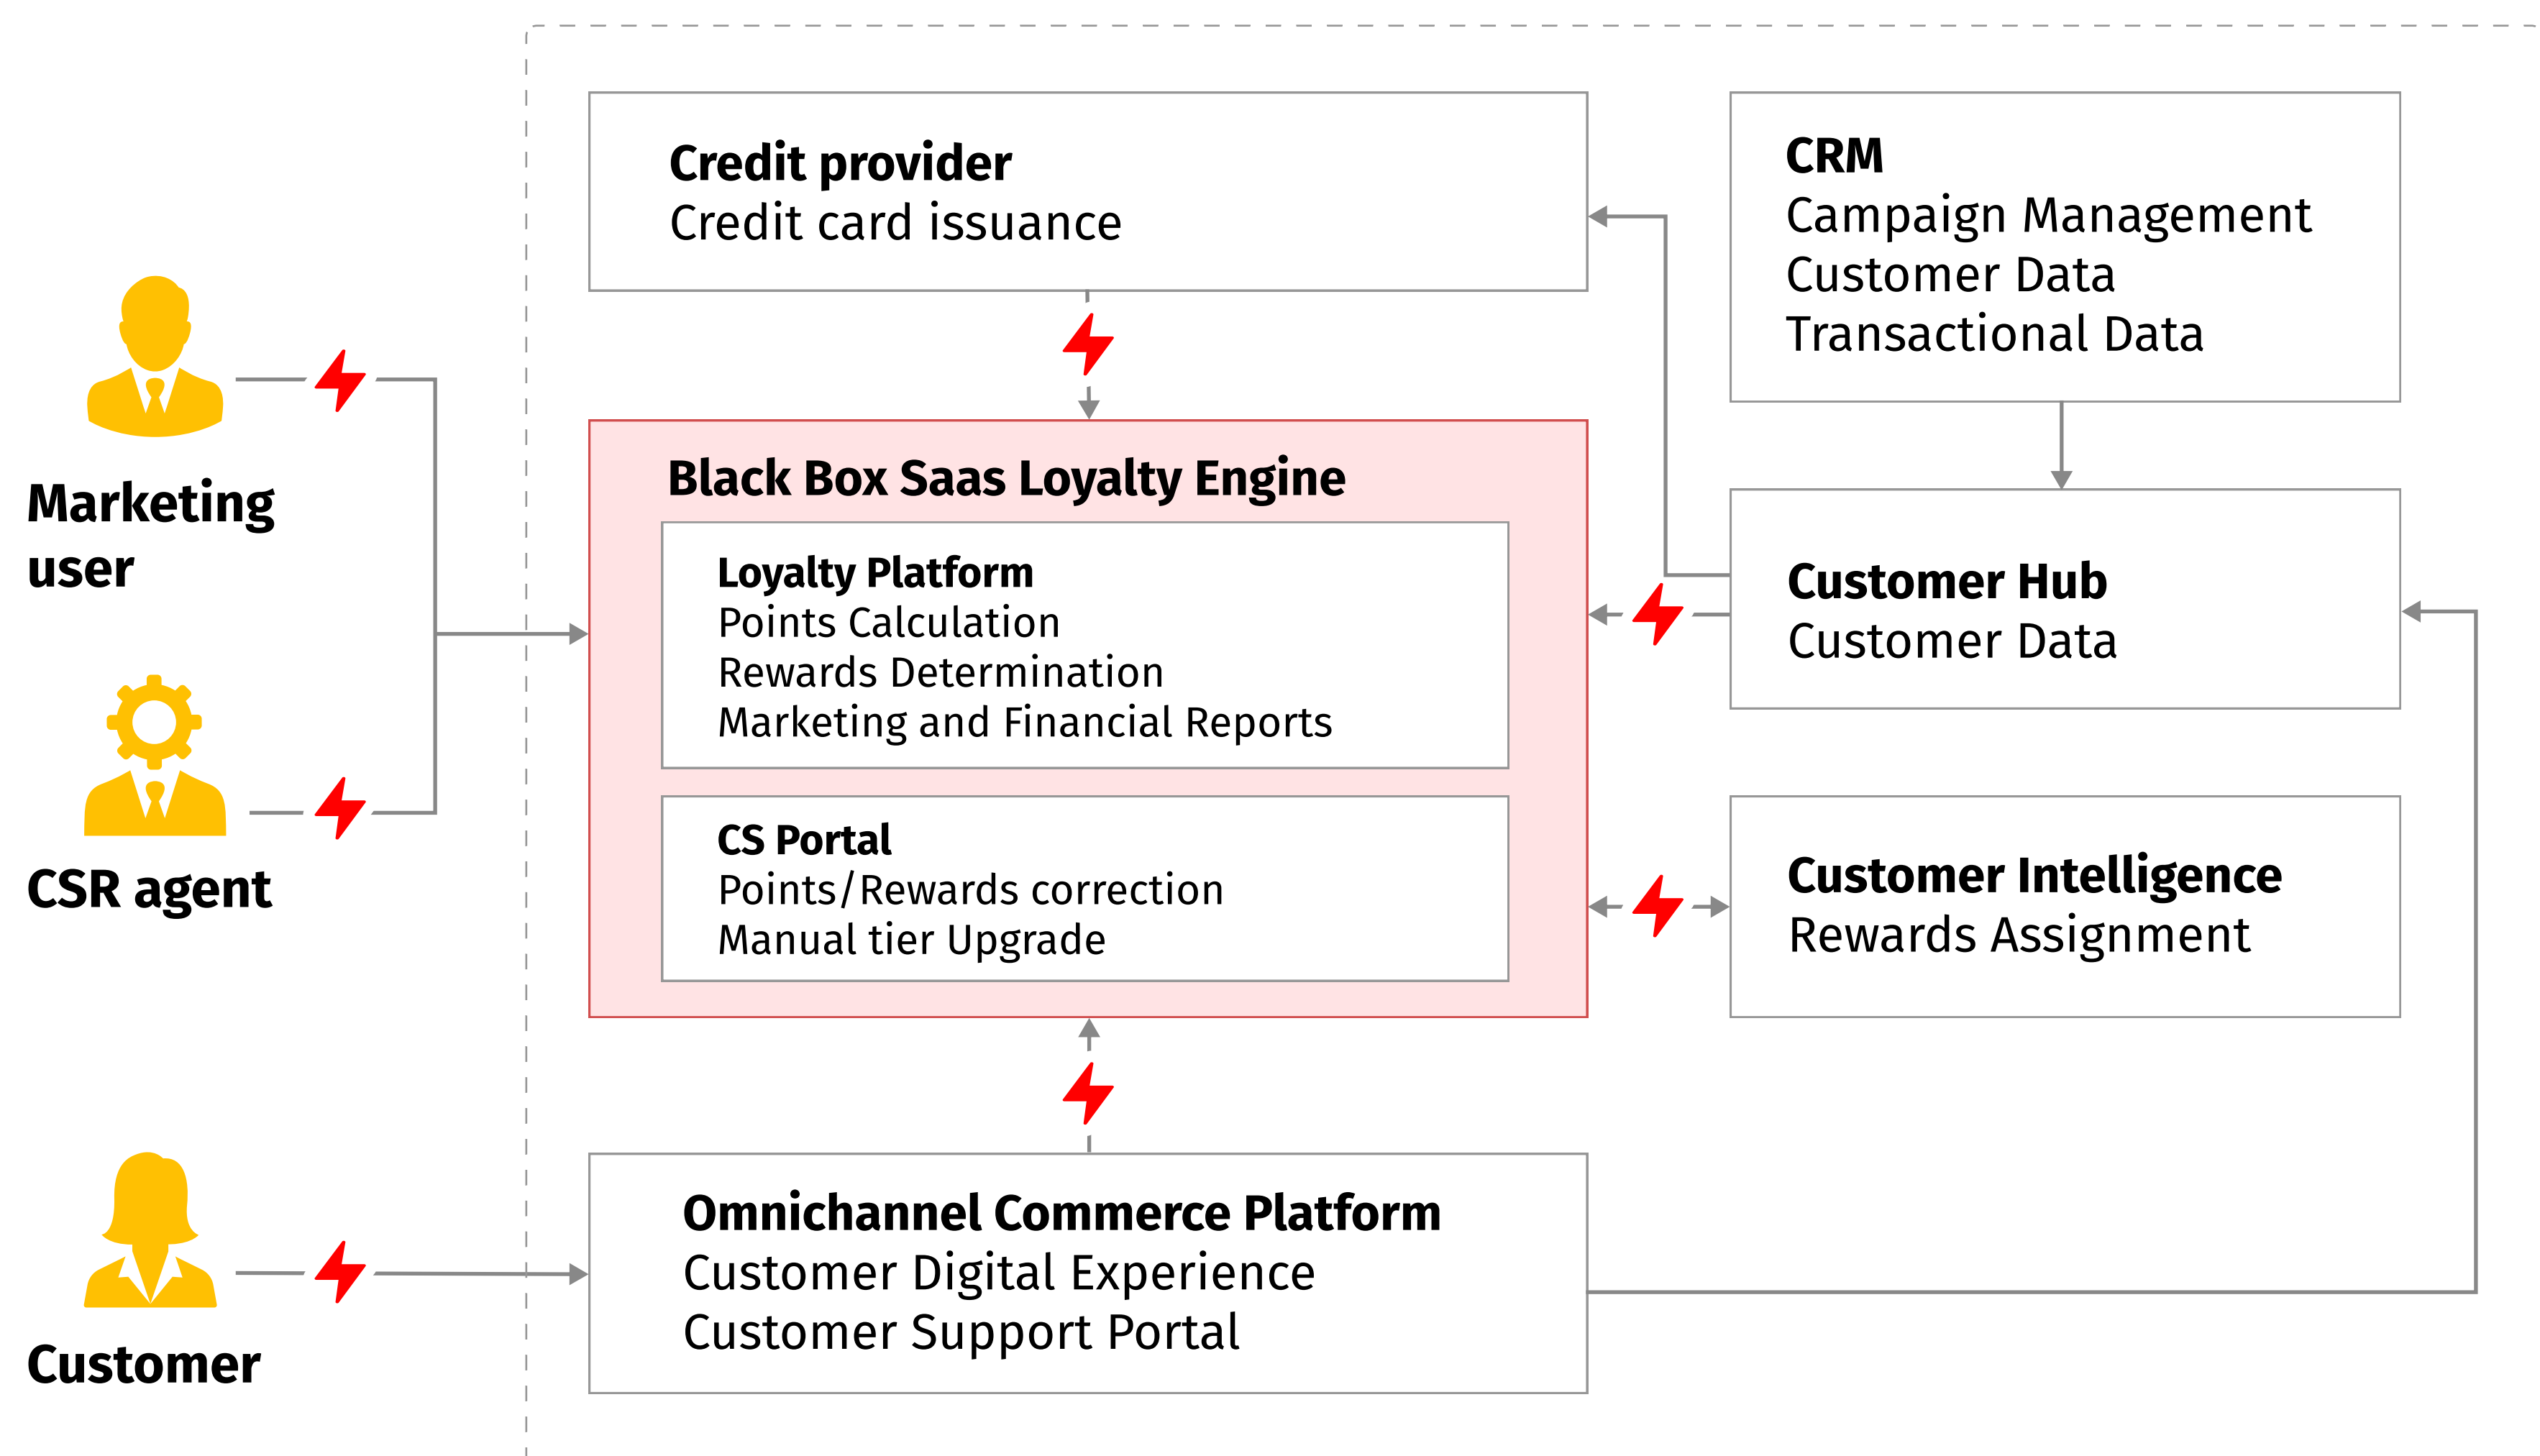 Marketing
user
CSR agent
Customer
Credit provider
Credit card issuance
Black Box Saas Loyalty Engine
Loyalty Platform
Points Calculation
Rewards Determination
Marketing and Financial Reports
CS Portal
Points/Rewards correction
Manual tier Upgrade
Omnichannel Commerce Platform
Customer Digital Experience
Customer Support Portal
CRM
Campaign Management
Customer Data
Transactional Data
Customer Hub
Customer Data
Customer Intelligence
Rewards Assignment